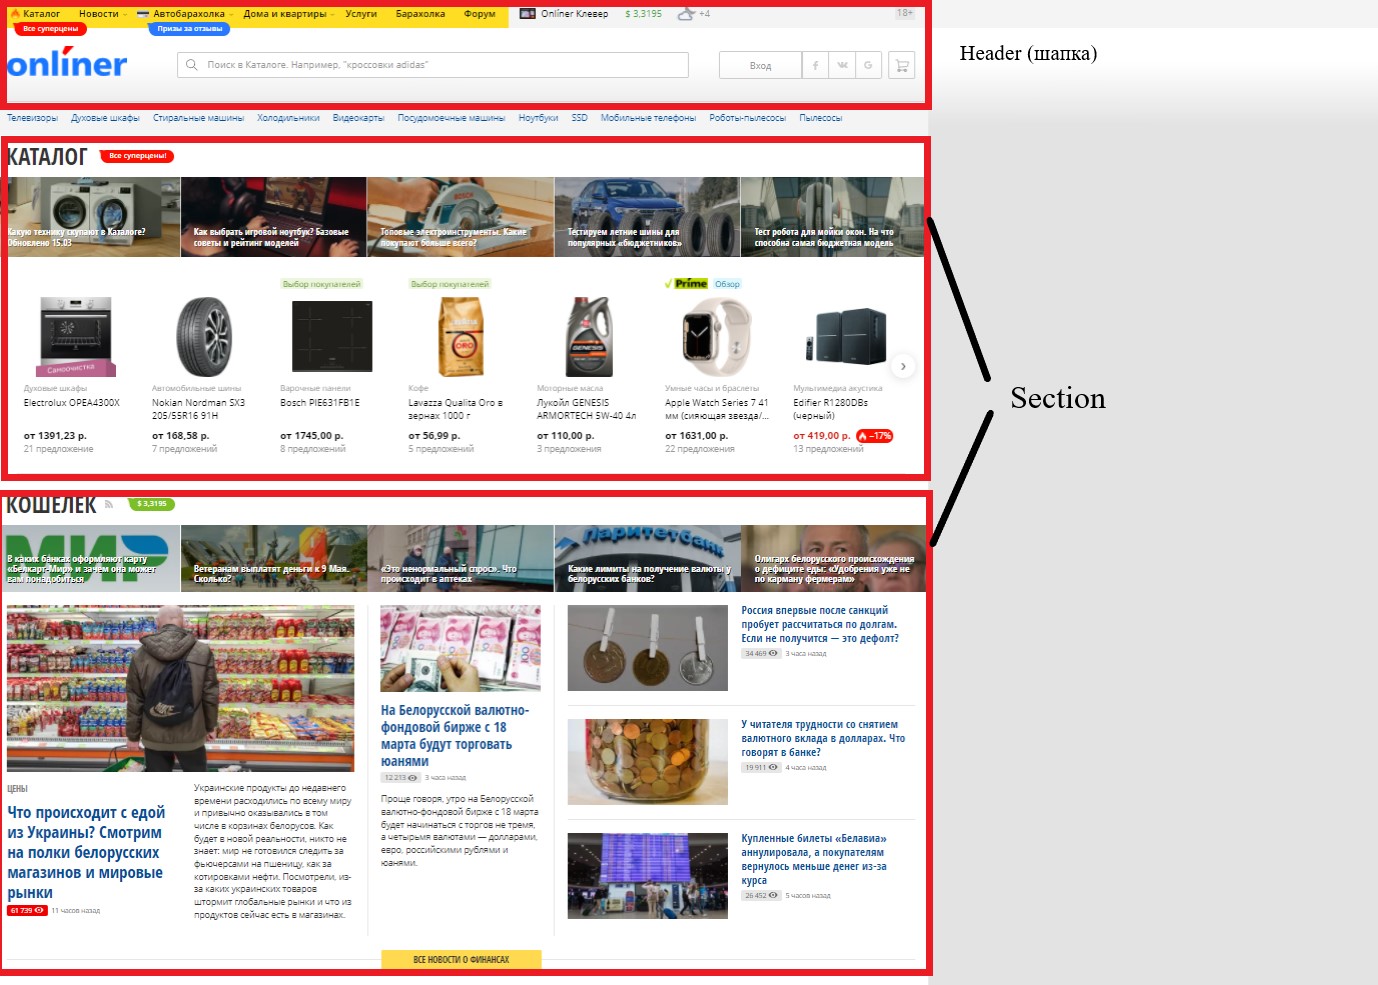 Каталог Новости Автобарахолка Дома и квартиры Услуги Барахолка Форум Onlíner Клевер $ 3,3195 +4 18+
Все суперцены Призы за отзывы
Header (шапка)
onlíner
Поиск в Каталоге. Например, "кроссовки adidas"
Вход
Телевизоры Духовые шкафы Стиральные машины Холодильники Видеокарты Посудомоечные машины Ноутбуки SSD Мобильные телефоны Роботы-пылесосы Пылесосы
КАТАЛОГ Все суперцены!
Какую технику скупают в Каталоге?
Обновлено 15.03
Как выбрать игровой ноутбук? Базовые
советы и рейтинг моделей
Топовые электроинструменты. Какие
покупают больше всего?
Тестируем летние шины для
популярных «бюджетников»
Тест робота для мойки окон. На что
способна самая бюджетная модель
Самоочистка
Духовые шкафы
Electrolux OPEA4300X
от 1391,23 р.
21 предложение
Автомобильные шины
Nokian Nordman SX3
205/55R16 91H
от 168,58 р.
7 предложений
Выбор покупателей
Варочные панели
Bosch PIE631FB1E
от 1745,00 р.
8 предложений
Выбор покупателей
ORO
Кофе
Lavazza Qualita Oro в
зернах 1000 г
от 56,99 р.
5 предложений
GENESIS
Моторные масла
Лукойл GENESIS
ARMORTECH 5W-40 4л
от 110,00 р.
3 предложения
Príme Обзор
Умные часы и браслеты
Apple Watch Series 7 41
мм (сияющая звезда/...
от 1631,00 р.
22 предложения
Мультимедиа акустика
Edifier R1280DBs
(черный)
от 419,00 р. –17%
13 предложений
Section
КОШЕЛЕК $ 3,3195
МИР
В каких банках оформляют карту
«Белкарт-Мир» и зачем она может
вам понадобиться
Ветеранам выплатят деньги к 9 Мая.
Сколько?
«Это ненормальный спрос». Что
происходит в аптеках
Паритетбанк
Какие лимиты на получение валюты у
белорусских банков?
Олигарх белорусского происхождения
о дефиците еды: «Удобрения уже не
по карману фермерам»
ЦЕНЫ
Что происходит с едой
из Украины? Смотрим
на полки белорусских
магазинов и мировые
рынки
61 739 11 часов назад
Украинские продукты до недавнего
времени расходились по всему миру
и привычно оказывались в том
числе в корзинах белорусов. Как
будет в новой реальности, никто не
знает: мир не готовился следить за
фьючерсами на пшеницу, как за
котировками нефти. Посмотрели, из-
за каких украинских товаров
штормит глобальные рынки и что из
продуктов сейчас есть в магазинах.
На Белорусской валютно-
фондовой бирже с 18
марта будут торговать
юанями
12 213 3 часа назад
Проще говоря, утро на Белорусской
валютно-фондовой бирже с 18 марта
будет начинаться с торгов не тремя,
а четырьмя валютами — долларами,
евро, российскими рублями и
юанями.
Россия впервые после санкций
пробует рассчитаться по долгам.
Если не получится — это дефолт?
34 469 3 часа назад
У читателя трудности со снятием
валютного вклада в долларах. Что
говорят в банке?
19 911 4 часа назад
Купленные билеты «Белавиа»
аннулировала, а покупателям
вернулось меньше денег из-за
курса
26 452 5 часов назад
ВСЕ НОВОСТИ О ФИНАНСАХ